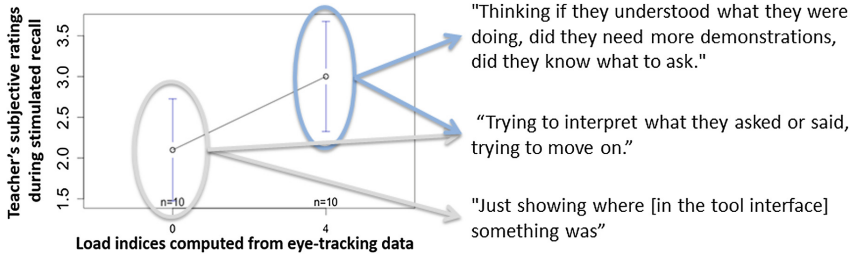 Teacher's subjective ratings
during stimulated recall
3.5
3.0
2.5
2.0
1.5
n=10
n=10
0
4
Load indices computed from eye-tracking data
"Thinking if they understood what they were
doing, did they need more demonstrations,
did they know what to ask."
“Trying to interpret what they asked or said,
trying to move on.”
"Just showing where [in the tool interface]
something was”